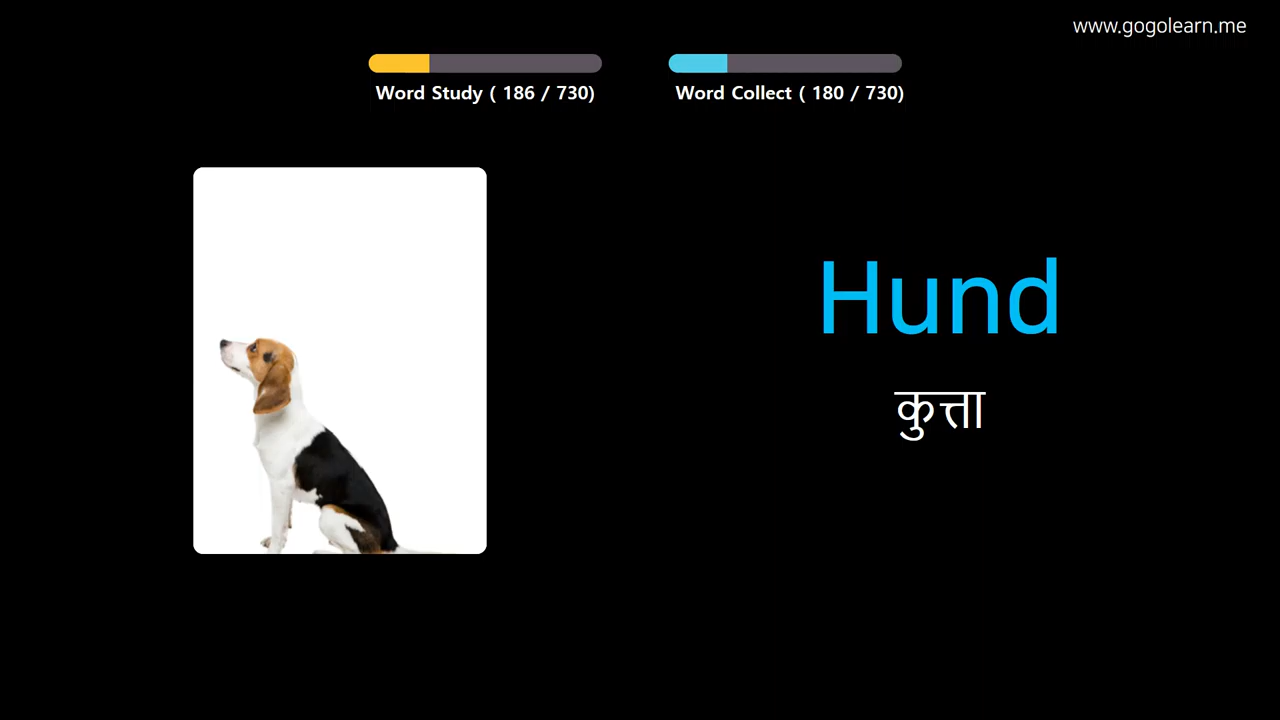 www.gogolearn.me
Word Study ( 186 / 730)
Word Collect ( 180 / 730)
Hund
कुत्ता